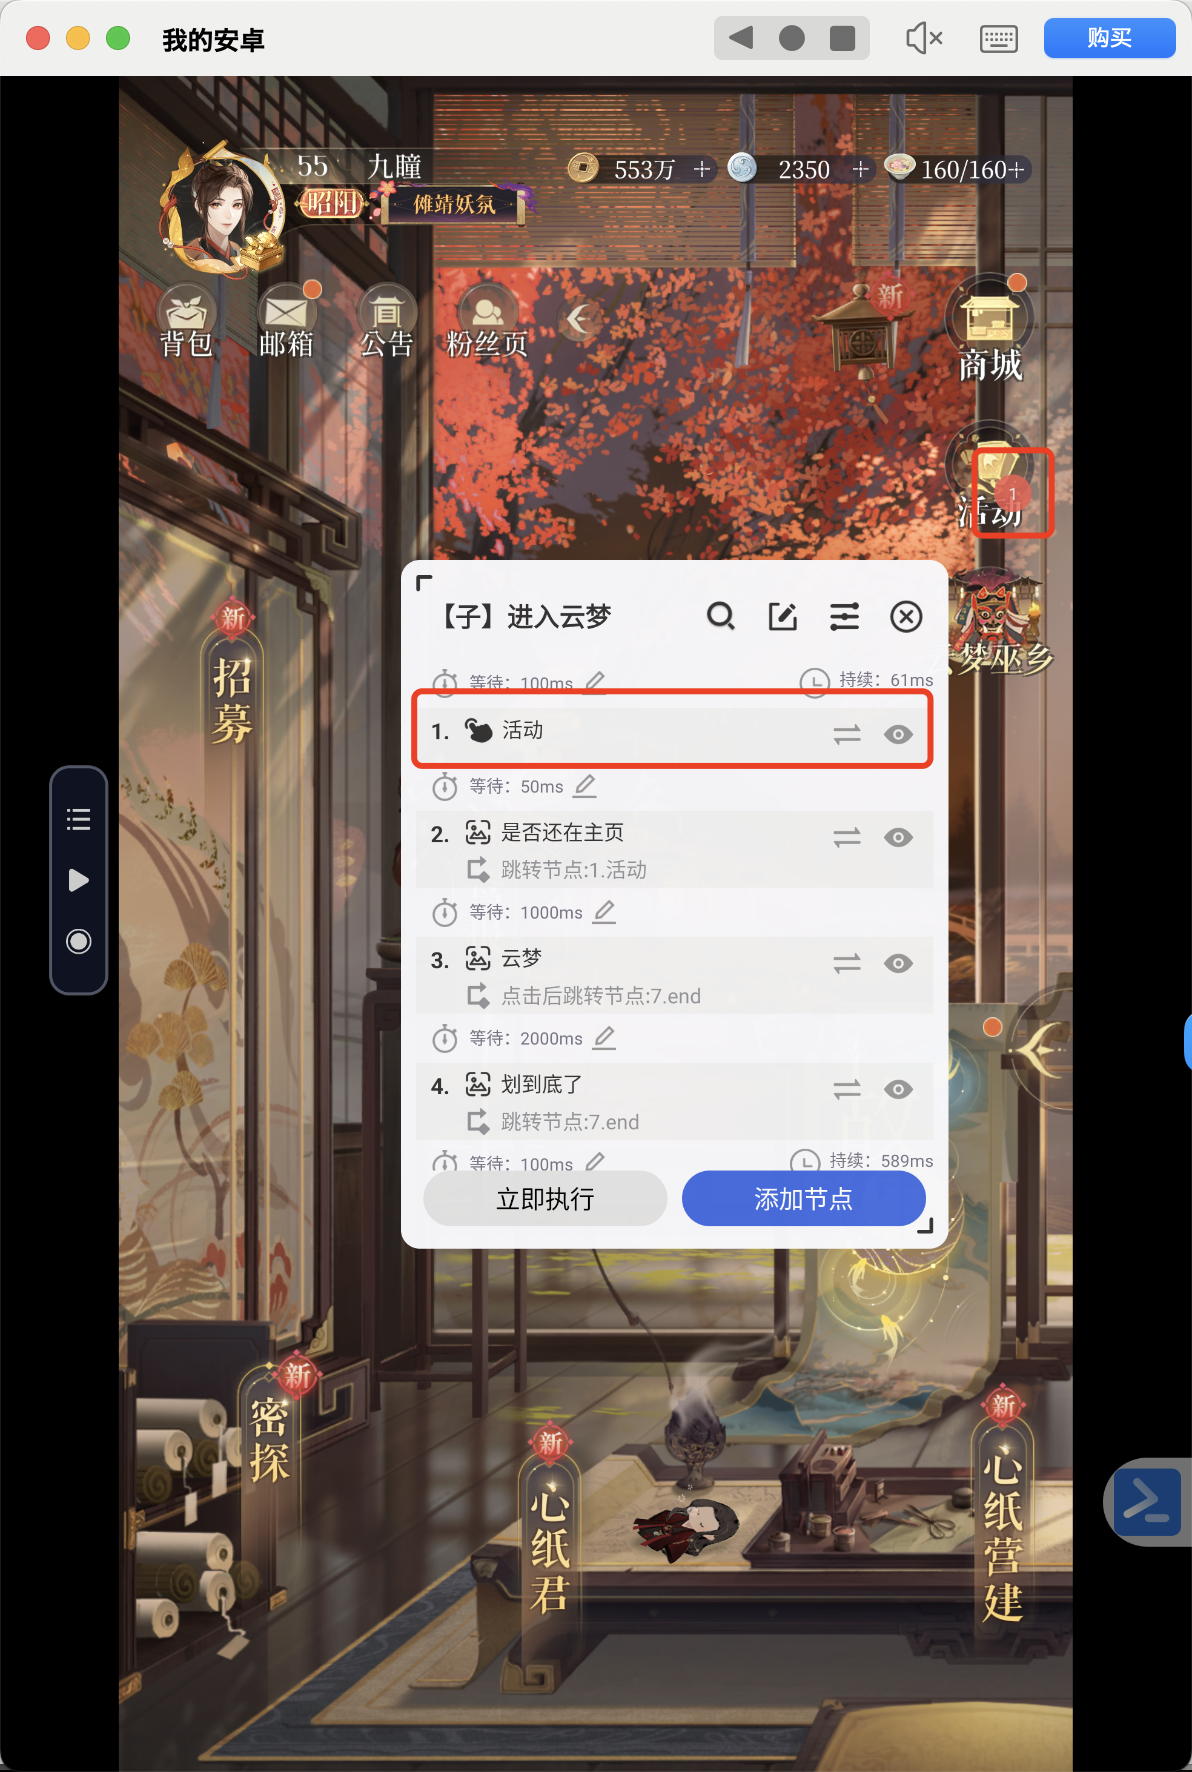 我的安卓
购买
55 九瞳
553万
2350
160/160
昭阳
傩靖妖氛
背包
邮箱
公告
粉丝页
新
商城
活动
1
梦巫乡
新
招募
【子】进入云梦
等待：100ms
持续：61ms
1. 活动
等待：50ms
2. 是否还在主页
跳转节点:1.活动
等待：1000ms
3. 云梦
点击后跳转节点:7.end
等待：2000ms
4. 划到底了
跳转节点:7.end
等待：100ms
持续：589ms
立即执行
添加节点
新
密探
新
心纸君
新
心纸营建